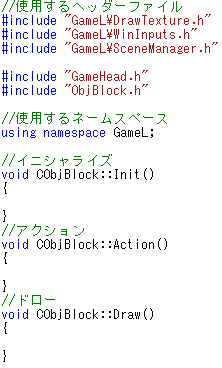 //使用するヘッダーファイル
#include "GameL¥DrawTexture.h"
#include "GameL¥WinInputs.h"
#include "GameL¥SceneManager.h"
#include "GameHead.h"
#include "ObjBlock.h"
//使用するネームスペース
using namespace GameL;
//イニシャライズ
void CObjBlock::Init()
{
}
//アクション
void CObjBlock::Action()
{
}
//ドロー
void CObjBlock::Draw()
{
}